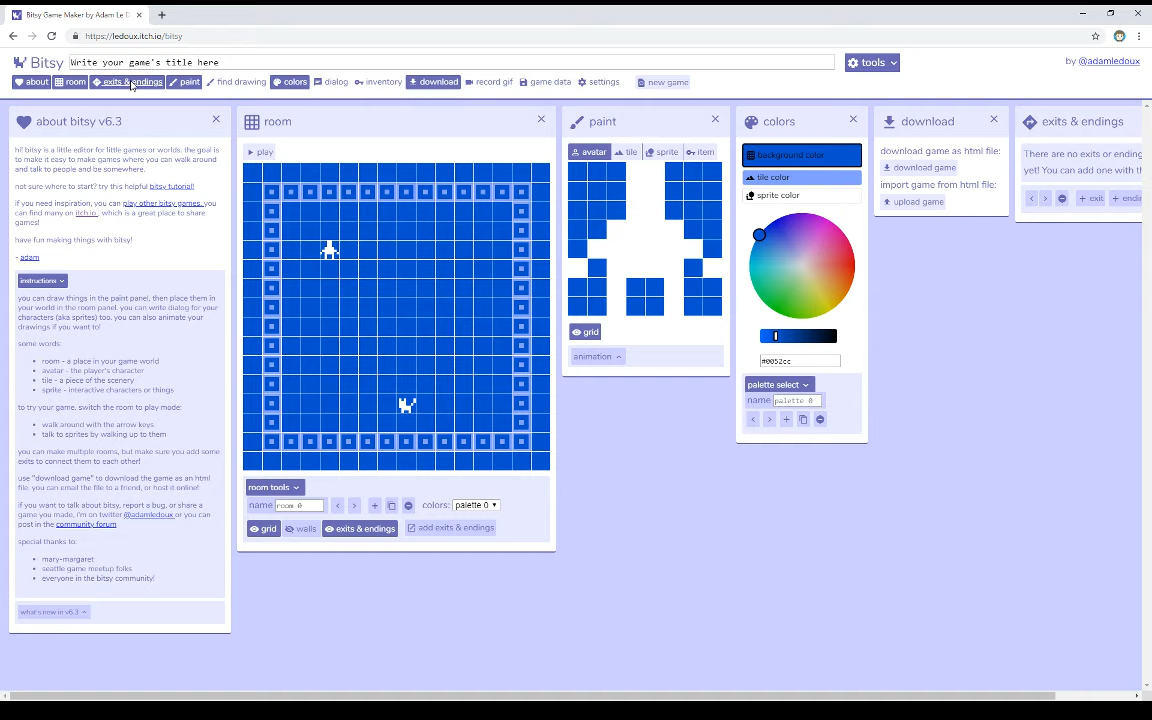 Bitsy Game Maker by Adam Le D
https://ledoux.itch.io/bitsy
Bitsy
Write your game's title here
tools
by @adamledoux
about
room
exits & endings
paint
find drawing
colors
dialog
inventory
download
record gif
game data
settings
new game
about bitsy v6.3
hi! bitsy is a little editor for little games or worlds. the goal is
to make it easy to make games where you can walk around
and talk to people and be somewhere.
not sure where to start? try this helpful bitsy tutorial!
if you need inspiration, you can play other bitsy games. you
can find many on itch.io , which is a great place to share
games!
have fun making things with bitsy!
- adam
instructions
you can draw things in the paint panel, then place them in
your world in the room panel. you can write dialog for your
characters (aka sprites) too. you can also animate your
drawings if you want to!
some words:
room - a place in your game world
avatar - the player's character
tile - a piece of the scenery
sprite - interactive characters or things
to try your game, switch the room to play mode:
walk around with the arrow keys
talk to sprites by walking up to them
you can make multiple rooms, but make sure you add some
exits to connect them to each other!
use "download game" to download the game as an html
file. you can email the file to a friend, or host it online!
if you want to talk about bitsy, report a bug, or share a
game you made, i'm on twitter @adamledoux or you can
post in the community forum
special thanks to:
mary-margaret
seattle game meetup folks
everyone in the bitsy community!
what's new in v6.3
room
play
room tools
name room 0
colors: palette 0
grid
walls
exits & endings
add exits & endings
paint
avatar
tile
sprite
item
grid
animation
colors
background color
tile color
sprite color
#0052cc
palette select
name palette 0
download
download game as html file:
download game
import game from html file:
upload game
exits & endings
There are no exits or ending
yet! You can add one with th
+ exit
+ endin